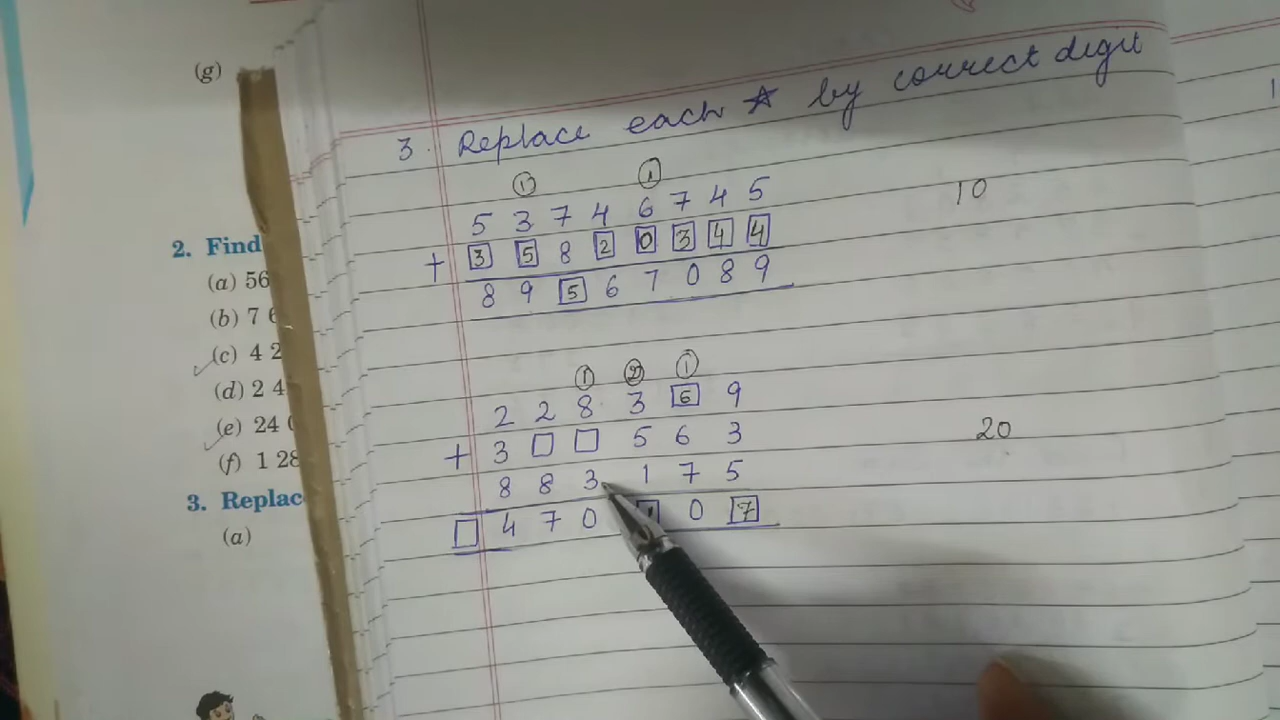 (g)
2. Find
(a) 56
(b) 7 6
(c) 4 2
(d) 2 4
(e) 24 0
(f) 1 28
3. Replac
(a)
3. Replace each ☆ by correct digit
① ①
5 3 7 4 6 7 4 5 10
+ 3 5 8 2 0 3 4 4
8 9 5 6 7 0 8 9
① ② ①
2 2 8 3 6 9
+ 3 □ □ 5 6 3 20
8 8 3 1 7 5
□ 4 7 0 1 0 7